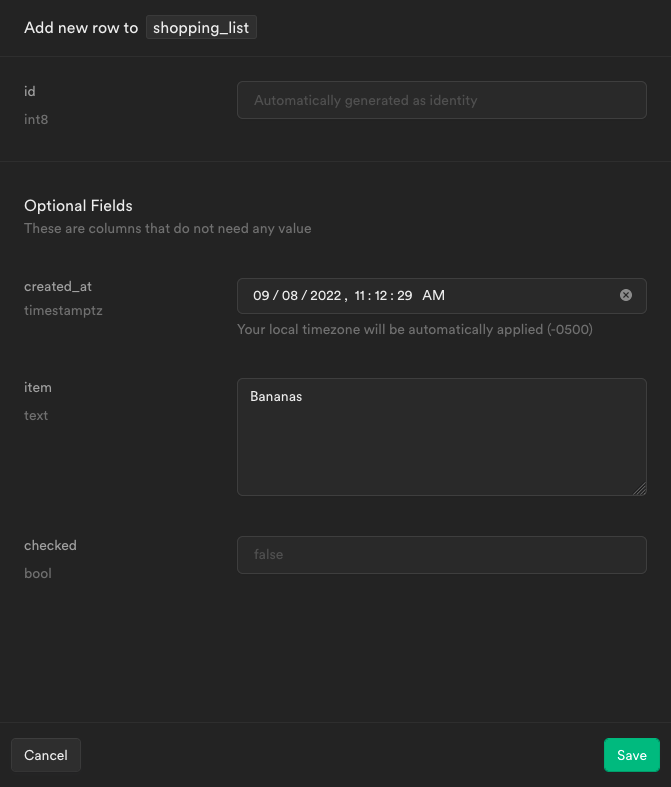 Add new row to shopping_list
id
Automatically generated as identity
int8
Optional Fields
These are columns that do not need any value
created_at
09 / 08 / 2022 , 11 : 12 : 29 AM
timestamptz
Your local timezone will be automatically applied (-0500)
item
Bananas
text
checked
false
bool
Cancel
Save